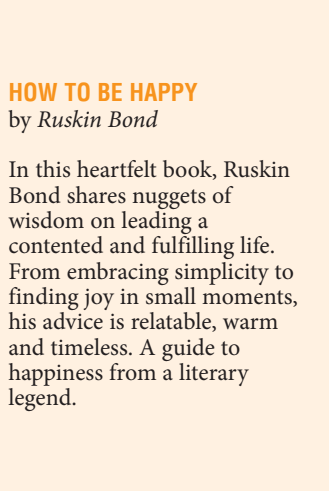 HOW TO BE HAPPY
by Ruskin Bond
In this heartfelt book, Ruskin
Bond shares nuggets of
wisdom on leading a
contented and fulfilling life.
From embracing simplicity to
finding joy in small moments,
his advice is relatable, warm
and timeless. A guide to
happiness from a literary
legend.